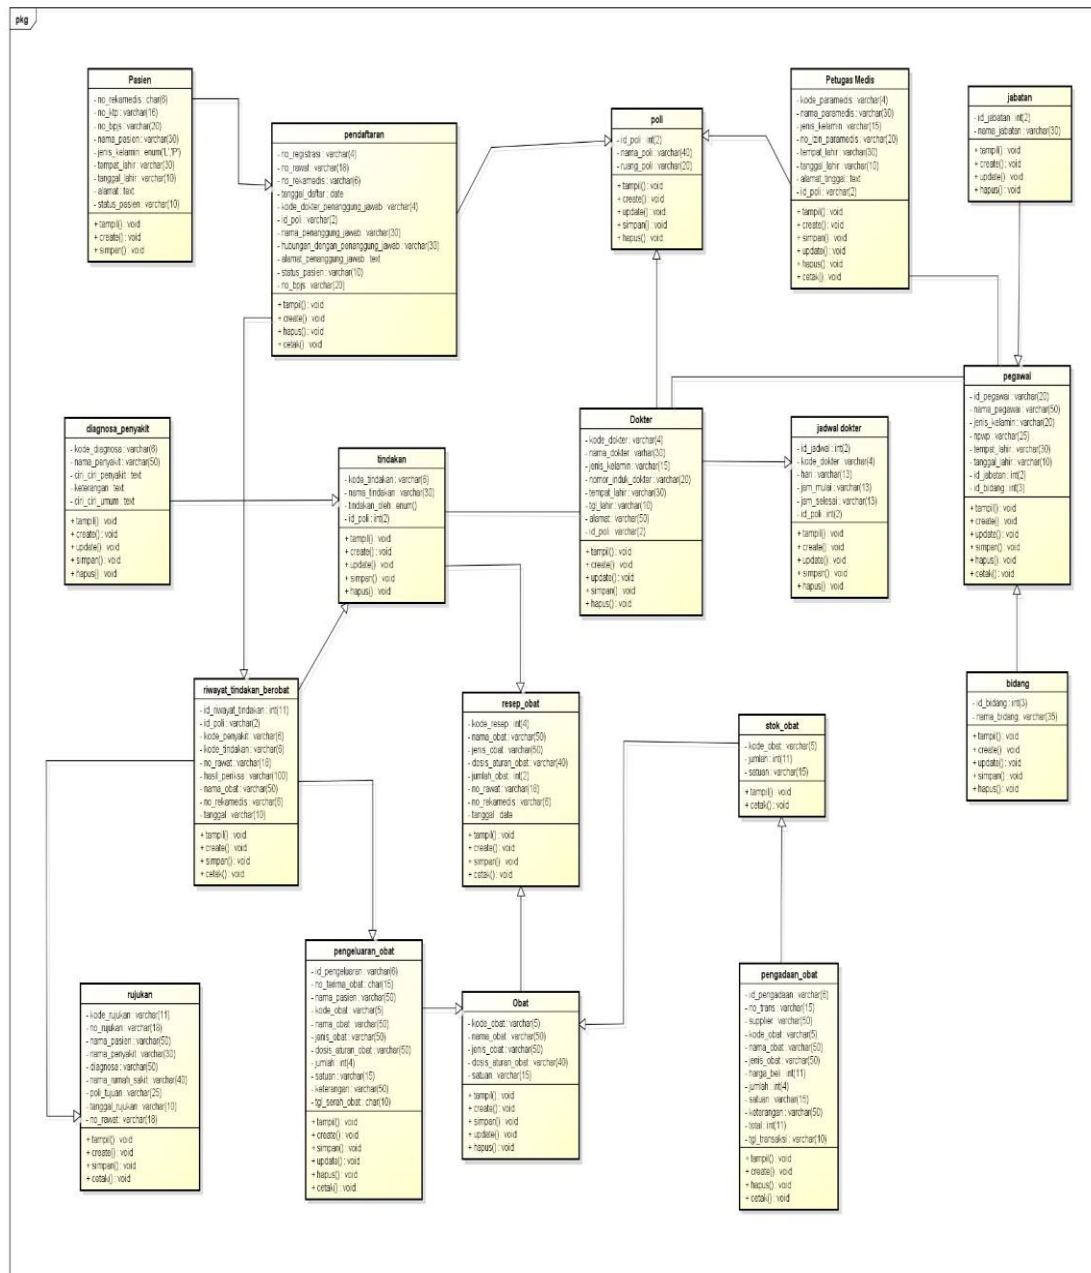 pkg
Pasien
- no_rekamedis : char(6)
- no_ktp : varchar(16)
- no_bpjs : varchar(20)
- nama_pasien : varchar(30)
- jenis_kelamin : enum('L','P')
- tempat_lahir : varchar(30)
- tanggal_lahir : varchar(10)
- alamat : text
- status_pasien : varchar(10)
+ tampil() : void
+ create() : void
+ simpan() : void
pendaftaran
- no_registrasi : varchar(4)
- no_rawat : varchar(18)
- no_rekamedis : varchar(6)
- tanggal_daftar : date
- kode_dokter_penanggung_jawab : varchar(4)
- id_poli : varchar(2)
- nama_penanggung_jawab : varchar(30)
- hubungan_dengan_penanggung_jawab : varchar(30)
- alamat_penanggung_jawab : text
- status_pasien : varchar(10)
- no_bpjs : varchar(20)
+ tampil() : void
+ create() : void
+ hapus() : void
+ cetak() : void
poli
- id_poli : int(2)
- nama_poli : varchar(40)
- ruang_poli : varchar(20)
+ tampil() : void
+ create() : void
+ update() : void
+ simpan() : void
+ hapus() : void
Petugas Medis
- kode_paramedis : varchar(4)
- nama_paramedis : varchar(30)
- jenis_kelamin : varchar(15)
- no_izin_paramedis : varchar(20)
- tempat_lahir : varchar(30)
- tanggal_lahir : varchar(10)
- alamat_tinggal : text
- id_poli : varchar(2)
+ tampil() : void
+ create() : void
+ simpan() : void
+ update() : void
+ hapus() : void
+ cetak() : void
jabatan
- id_jabatan : int(2)
- nama_jabatan : varchar(30)
+ tampil() : void
+ create() : void
+ update() : void
+ hapus() : void
diagnosa_penyakit
- kode_diagnosa : varchar(6)
- nama_penyakit : varchar(50)
- ciri_ciri_penyakit : text
- keterangan : text
- ciri_ciri_umum : text
+ tampil() : void
+ create() : void
+ update() : void
+ simpan() : void
+ hapus() : void
tindakan
- kode_tindakan : varchar(6)
- nama_tindakan : varchar(30)
- tindakan_oleh : enum()
- id_poli : int(2)
+ tampil() : void
+ create() : void
+ update() : void
+ simpan() : void
+ hapus() : void
Dokter
- kode_dokter : varchar(4)
- nama_dokter : varchar(30)
- jenis_kelamin : varchar(15)
- nomor_induk_dokter : varchar(20)
- tempat_lahir : varchar(30)
- tgl_lahir : varchar(10)
- alamat : varchar(50)
- id_poli : varchar(2)
+ tampil() : void
+ create() : void
+ update() : void
+ simpan() : void
+ hapus() : void
jadwal dokter
- id_jadwal : int(2)
- kode_dokter : varchar(4)
- hari : varchar(13)
- jam_mulai : varchar(13)
- jam_selesai : varchar(13)
- id_poli : int(2)
+ tampil() : void
+ create() : void
+ update() : void
+ simpan() : void
+ hapus() : void
pegawai
- id_pegawai : varchar(20)
- nama_pegawai : varchar(50)
- jenis_kelamin : varchar(20)
- npwp : varchar(25)
- tempat_lahir : varchar(30)
- tanggal_lahir : varchar(10)
- id_jabatan : int(2)
- id_bidang : int(3)
+ tampil() : void
+ create() : void
+ update() : void
+ simpan() : void
+ hapus() : void
+ cetak() : void
riwayat_tindakan_berobat
- id_riwayat_tindakan : int(11)
- id_poli : varchar(2)
- kode_penyakit : varchar(6)
- kode_tindakan : varchar(6)
- no_rawat : varchar(18)
- hasil_periksa : varchar(100)
- nama_obat : varchar(50)
- no_rekamedis : varchar(6)
- tanggal : varchar(10)
+ tampil() : void
+ create() : void
+ simpan() : void
+ cetak() : void
resep_obat
- kode_resep : int(4)
- nama_obat : varchar(50)
- jenis_obat : varchar(50)
- dosis_aturan_obat : varchar(40)
- jumlah_obat : int(2)
- no_rawat : varchar(18)
- no_rekamedis : varchar(6)
- tanggal : date
+ tampil() : void
+ create() : void
+ simpan() : void
+ cetak() : void
stok_obat
- kode_obat : varchar(5)
- jumlah : int(11)
- satuan : varchar(15)
+ tampil() : void
+ cetak() : void
bidang
- id_bidang : int(3)
- nama_bidang : varchar(35)
+ tampil() : void
+ create() : void
+ update() : void
+ simpan() : void
+ hapus() : void
rujukan
- kode_rujukan : varchar(11)
- no_rujukan : varchar(18)
- nama_pasien : varchar(50)
- nama_penyakit : varchar(30)
- diagnosa : varchar(50)
- nama_rumah_sakit : varchar(40)
- poli_tujuan : varchar(25)
- tanggal_rujukan : varchar(10)
- no_rawat : varchar(18)
+ tampil() : void
+ create() : void
+ simpan() : void
+ cetak() : void
pengeluaran_obat
- id_pengeluaran : varchar(6)
- no_terima_obat : char(15)
- nama_pasien : varchar(50)
- kode_obat : varchar(5)
- nama_obat : varchar(50)
- jenis_obat : varchar(50)
- dosis_aturan_obat : varchar(50)
- jumlah : int(4)
- satuan : varchar(15)
- keterangan : varchar(50)
- tgl_serah_obat : char(10)
+ tampil() : void
+ create() : void
+ simpan() : void
+ update() : void
+ hapus() : void
+ cetak() : void
Obat
- kode_obat : varchar(5)
- nama_obat : varchar(50)
- jenis_obat : varchar(50)
- dosis_aturan_obat : varchar(40)
- satuan : varchar(15)
+ tampil() : void
+ create() : void
+ simpan() : void
+ update() : void
+ hapus() : void
pengadaan_obat
- id_pengadaan : varchar(6)
- no_trans : varchar(15)
- supplier : varchar(50)
- kode_obat : varchar(5)
- nama_obat : varchar(50)
- jenis_obat : varchar(50)
- harga_beli : int(11)
- jumlah : int(4)
- satuan : varchar(15)
- keterangan : varchar(50)
- total : int(11)
- tgl_transaksi : varchar(10)
+ tampil() : void
+ create() : void
+ hapus() : void
+ cetak() : void